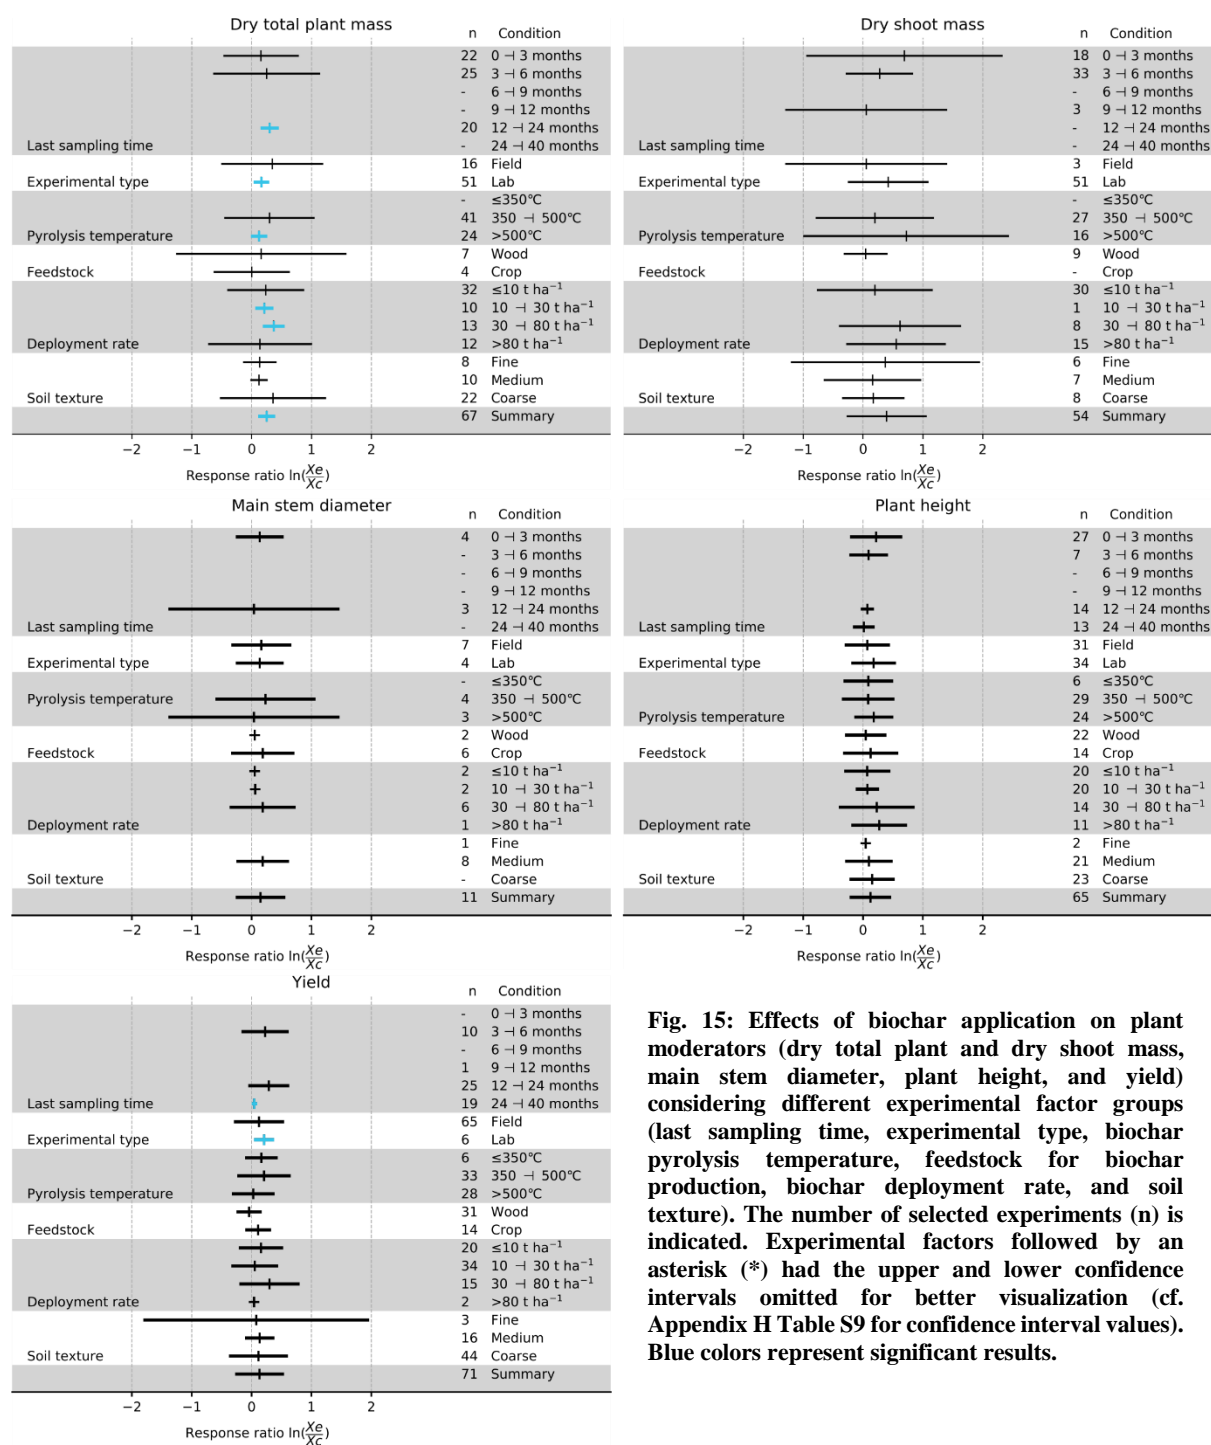 Dry total plant mass
n Condition
22 0 ⊣ 3 months
25 3 ⊣ 6 months
- 6 ⊣ 9 months
- 9 ⊣ 12 months
20 12 ⊣ 24 months
Last sampling time - 24 ⊣ 40 months
16 Field
Experimental type 51 Lab
- ≤350℃
41 350 ⊣ 500℃
Pyrolysis temperature 24 >500℃
7 Wood
Feedstock 4 Crop
32 ≤10 t ha⁻¹
10 10 ⊣ 30 t ha⁻¹
13 30 ⊣ 80 t ha⁻¹
Deployment rate 12 >80 t ha⁻¹
8 Fine
10 Medium
Soil texture 22 Coarse
67 Summary
−2 −1 0 1 2
Response ratio ln(Xe/Xc)
Dry shoot mass
n Condition
18 0 ⊣ 3 months
33 3 ⊣ 6 months
- 6 ⊣ 9 months
3 9 ⊣ 12 months
- 12 ⊣ 24 months
Last sampling time - 24 ⊣ 40 months
3 Field
Experimental type 51 Lab
- ≤350℃
27 350 ⊣ 500℃
Pyrolysis temperature 16 >500℃
9 Wood
Feedstock - Crop
30 ≤10 t ha⁻¹
1 10 ⊣ 30 t ha⁻¹
8 30 ⊣ 80 t ha⁻¹
Deployment rate 15 >80 t ha⁻¹
6 Fine
7 Medium
Soil texture 8 Coarse
54 Summary
−2 −1 0 1 2
Response ratio ln(Xe/Xc)
Main stem diameter
n Condition
4 0 ⊣ 3 months
- 3 ⊣ 6 months
- 6 ⊣ 9 months
- 9 ⊣ 12 months
3 12 ⊣ 24 months
Last sampling time - 24 ⊣ 40 months
7 Field
Experimental type 4 Lab
- ≤350℃
Pyrolysis temperature 4 350 ⊣ 500℃
3 >500℃
2 Wood
Feedstock 6 Crop
2 ≤10 t ha⁻¹
2 10 ⊣ 30 t ha⁻¹
6 30 ⊣ 80 t ha⁻¹
Deployment rate 1 >80 t ha⁻¹
1 Fine
8 Medium
Soil texture - Coarse
11 Summary
−2 −1 0 1 2
Response ratio ln(Xe/Xc)
Plant height
n Condition
27 0 ⊣ 3 months
7 3 ⊣ 6 months
- 6 ⊣ 9 months
- 9 ⊣ 12 months
14 12 ⊣ 24 months
Last sampling time 13 24 ⊣ 40 months
31 Field
Experimental type 34 Lab
6 ≤350℃
29 350 ⊣ 500℃
Pyrolysis temperature 24 >500℃
22 Wood
Feedstock 14 Crop
20 ≤10 t ha⁻¹
20 10 ⊣ 30 t ha⁻¹
14 30 ⊣ 80 t ha⁻¹
Deployment rate 11 >80 t ha⁻¹
2 Fine
21 Medium
Soil texture 23 Coarse
65 Summary
−2 −1 0 1 2
Response ratio ln(Xe/Xc)
Yield
n Condition
- 0 ⊣ 3 months
10 3 ⊣ 6 months
- 6 ⊣ 9 months
1 9 ⊣ 12 months
25 12 ⊣ 24 months
Last sampling time 19 24 ⊣ 40 months
65 Field
Experimental type 6 Lab
6 ≤350℃
33 350 ⊣ 500℃
Pyrolysis temperature 28 >500℃
31 Wood
Feedstock 14 Crop
20 ≤10 t ha⁻¹
34 10 ⊣ 30 t ha⁻¹
15 30 ⊣ 80 t ha⁻¹
Deployment rate 2 >80 t ha⁻¹
3 Fine
16 Medium
Soil texture 44 Coarse
71 Summary
−2 −1 0 1 2
Response ratio ln(Xe/Xc)
Fig. 15: Effects of biochar application on plant
moderators (dry total plant and dry shoot mass,
main stem diameter, plant height, and yield)
considering different experimental factor groups
(last sampling time, experimental type, biochar
pyrolysis temperature, feedstock for biochar
production, biochar deployment rate, and soil
texture). The number of selected experiments (n) is
indicated. Experimental factors followed by an
asterisk (*) had the upper and lower confidence
intervals omitted for better visualization (cf.
Appendix H Table S9 for confidence interval values).
Blue colors represent significant results.